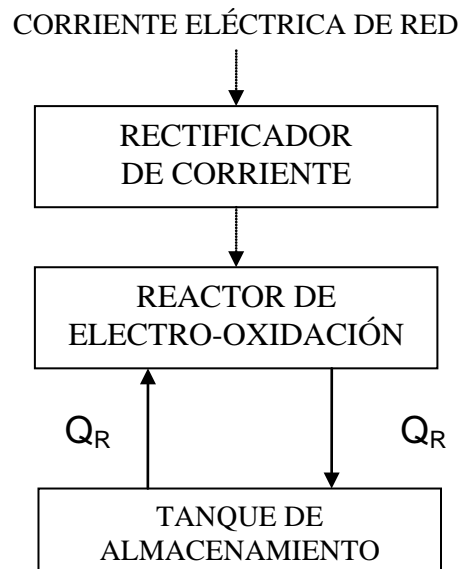 CORRIENTE ELÉCTRICA DE RED
RECTIFICADOR
DE CORRIENTE
REACTOR DE
ELECTRO-OXIDACIÓN
QR
QR
TANQUE DE
ALMACENAMIENTO